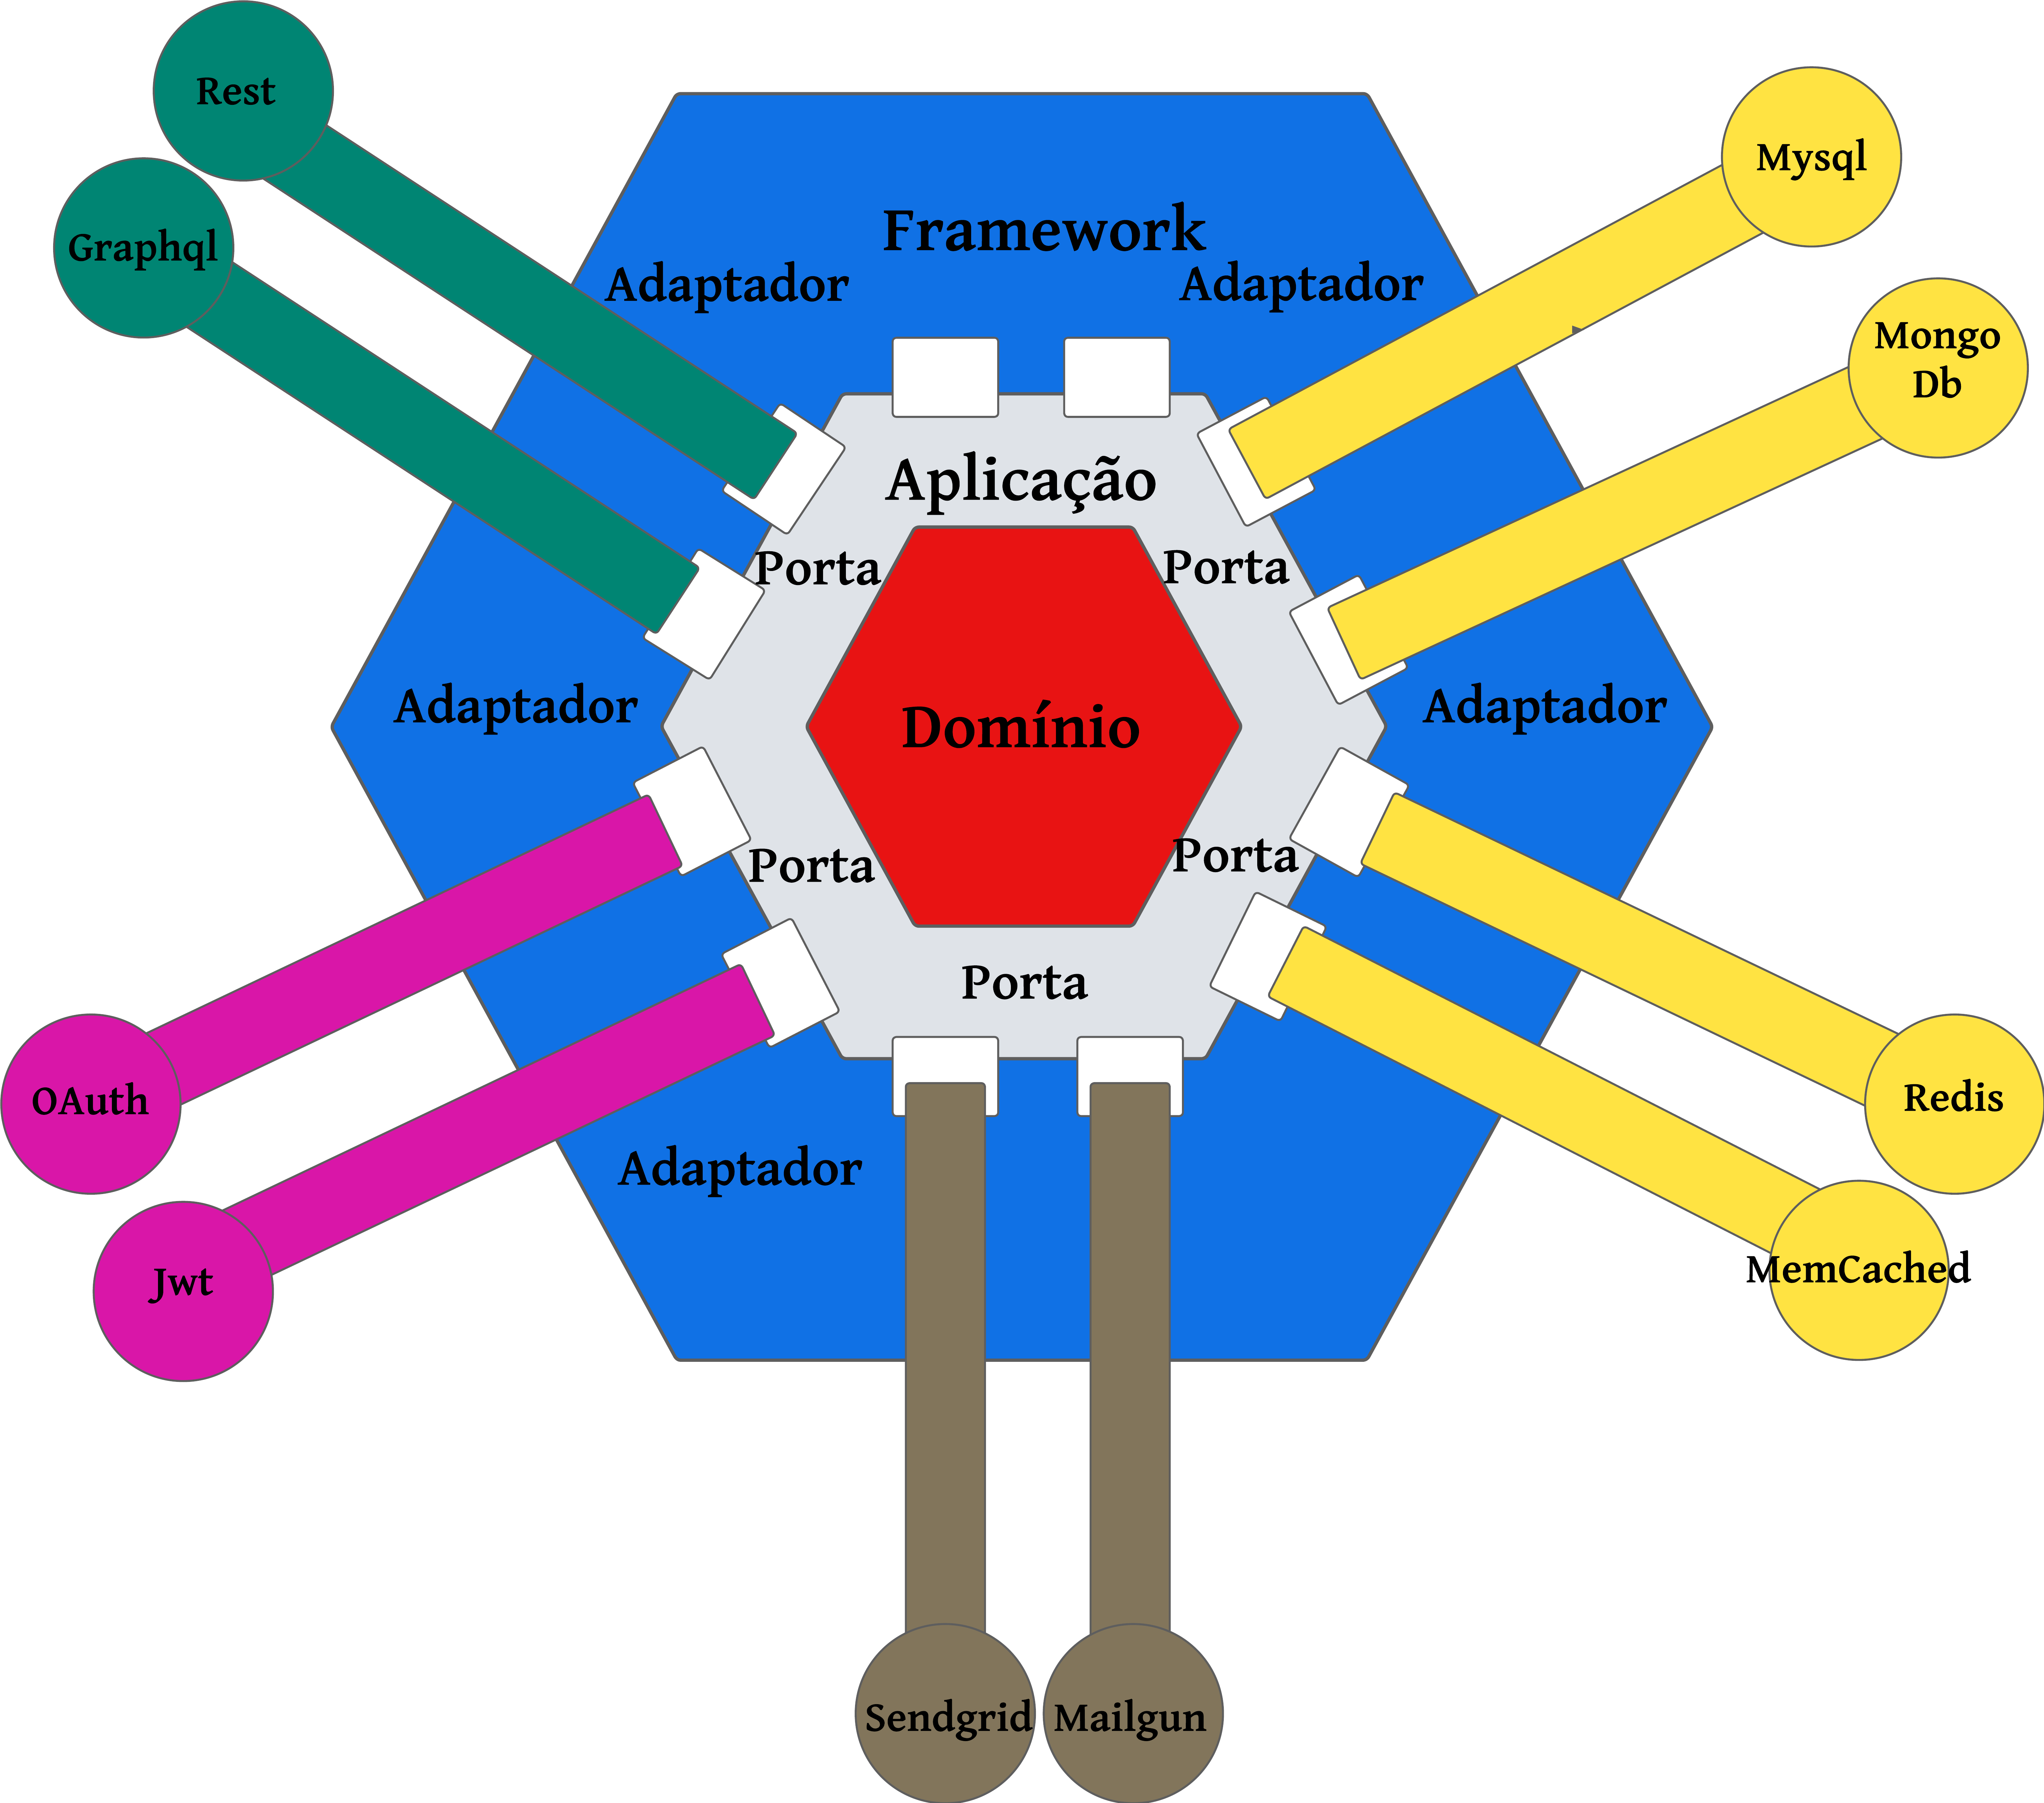 Rest
Mysql
Graphql
Framework
Adaptador
Adaptador
Mongo
Db
Aplicação
Porta
Porta
Adaptador
Domínio
Adaptador
Porta
Porta
Porta
OAuth
Redis
Adaptador
Jwt
MemCached
Sendgrid
Mailgun